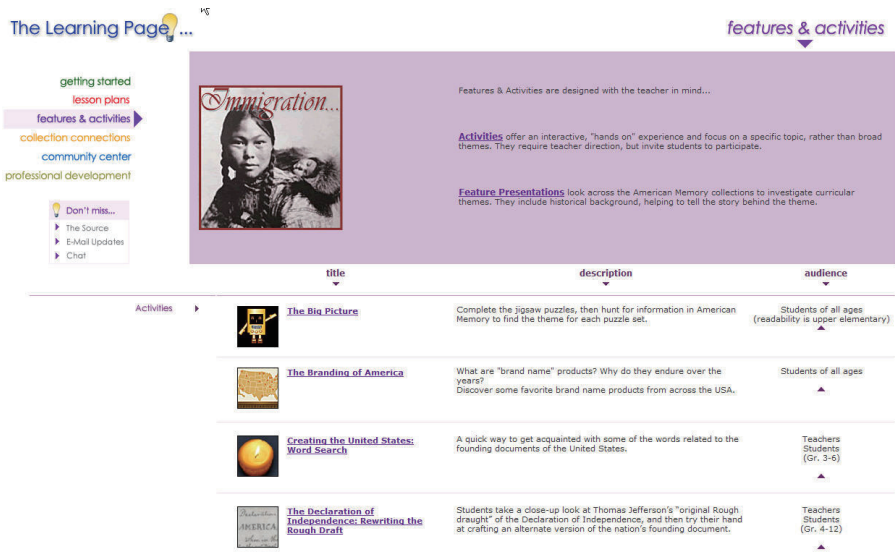 The Learning Page...
features & activities
getting started
lesson plans
features & activities
collection connections
community center
professional development
Don't miss...
The Source
E-Mail Updates
Chat
Immigration...
Features & Activities are designed with the teacher in mind...
Activities offer an interactive, "hands on" experience and focus on a specific topic, rather than broad
themes. They require teacher direction, but invite students to participate.
Feature Presentations look across the American Memory collections to investigate curricular
themes. They include historical background, helping to tell the story behind the theme.
title description audience
Activities
The Big Picture
Complete the jigsaw puzzles, then hunt for information in American
Memory to find the theme for each puzzle set.
Students of all ages
(readability is upper elementary)
The Branding of America
What are "brand name" products? Why do they endure over the
years?
Discover some favorite brand name products from across the USA.
Students of all ages
Creating the United States:
Word Search
A quick way to get acquainted with some of the words related to the
founding documents of the United States.
Teachers
Students
(Gr. 3-6)
AMERICA
The Declaration of
Independence: Rewriting the
Rough Draft
Students take a close-up look at Thomas Jefferson's "original Rough
draught" of the Declaration of Independence, and then try their hand
at crafting an alternate version of the nation's founding document.
Teachers
Students
(Gr. 4-12)